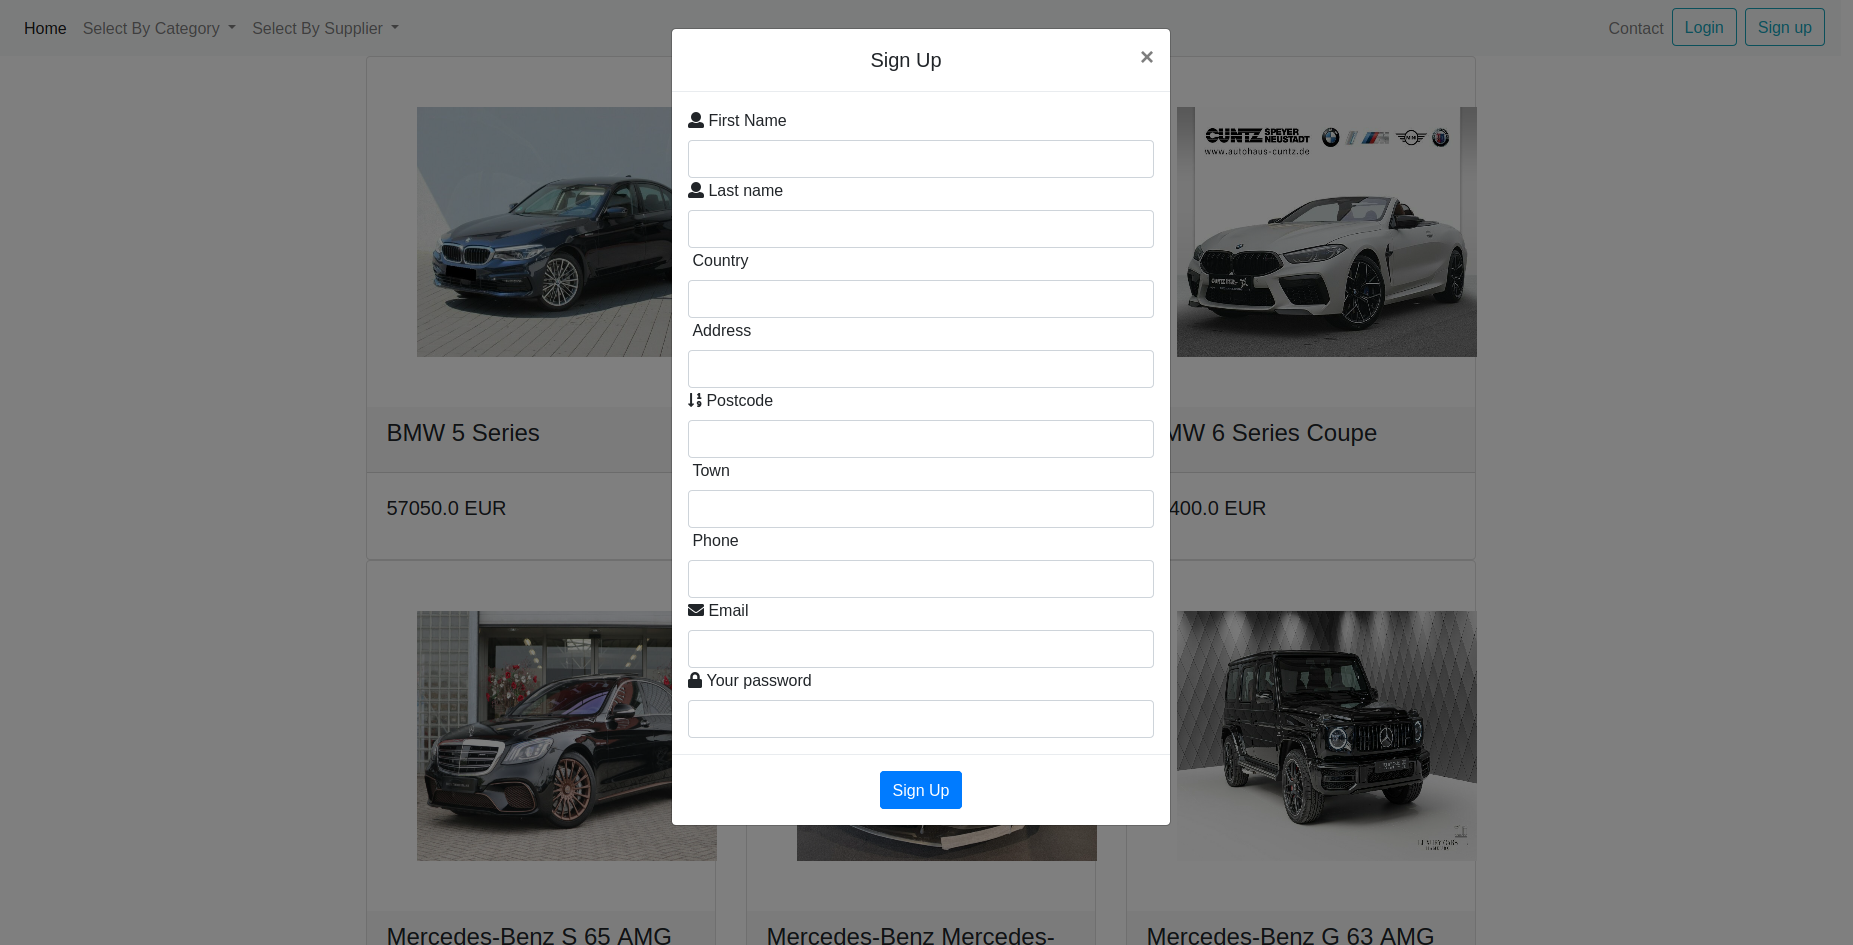 Home Select By Category Select By Supplier Contact Login Sign up
Sign Up
×
First Name
Last name
Country
Address
Postcode
Town
Phone
Email
Your password
Sign Up
CUNTZ SPEYER
NEUSTADT
www.autohaus-cuntz.de
BMW 5 Series
MW 6 Series Coupe
57050.0 EUR
400.0 EUR
Mercedes-Benz S 65 AMG
Mercedes-Benz Mercedes-
Mercedes-Benz G 63 AMG